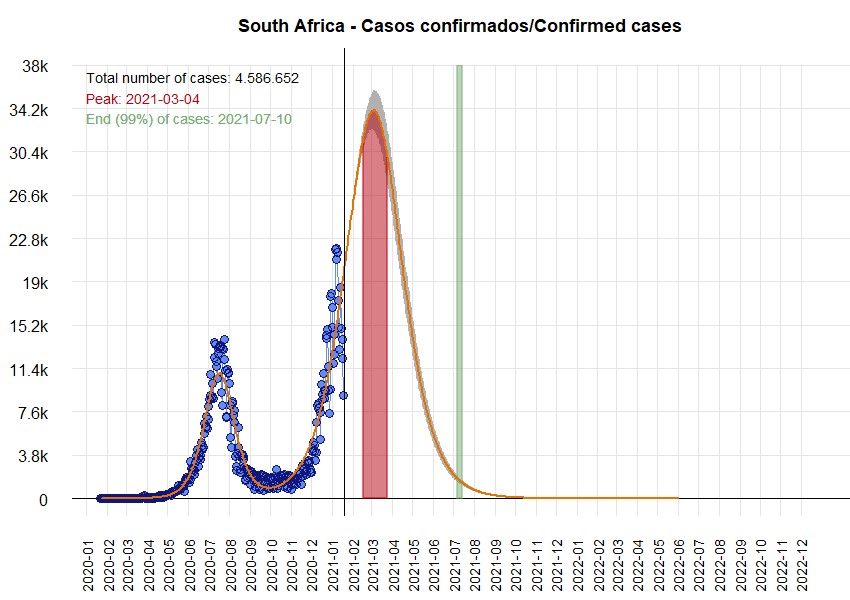 South Africa - Casos confirmados/Confirmed cases
38k
Total number of cases: 4.586.652
Peak: 2021-03-04
End (99%) of cases: 2021-07-10
34.2k
30.4k
26.6k
22.8k
19k
15.2k
11.4k
7.6k
3.8k
0
2020-01
2020-02
2020-03
2020-04
2020-05
2020-06
2020-07
2020-08
2020-09
2020-10
2020-11
2020-12
2021-01
2021-02
2021-03
2021-04
2021-05
2021-06
2021-07
2021-08
2021-09
2021-10
2021-11
2021-12
2022-01
2022-02
2022-03
2022-04
2022-05
2022-06
2022-07
2022-08
2022-09
2022-10
2022-11
2022-12